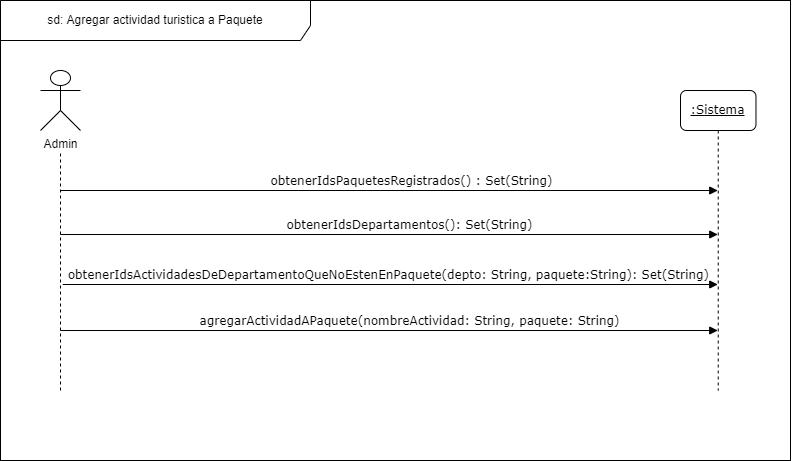 sd: Agregar actividad turistica a Paquete
:Sistema
Admin
obtenerIdsPaquetesRegistrados() : Set(String)
obtenerIdsDepartamentos(): Set(String)
obtenerIdsActividadesDeDepartamentoQueNoEstenEnPaquete(depto: String, paquete:String): Set(String)
agregarActividadAPaquete(nombreActividad: String, paquete: String)